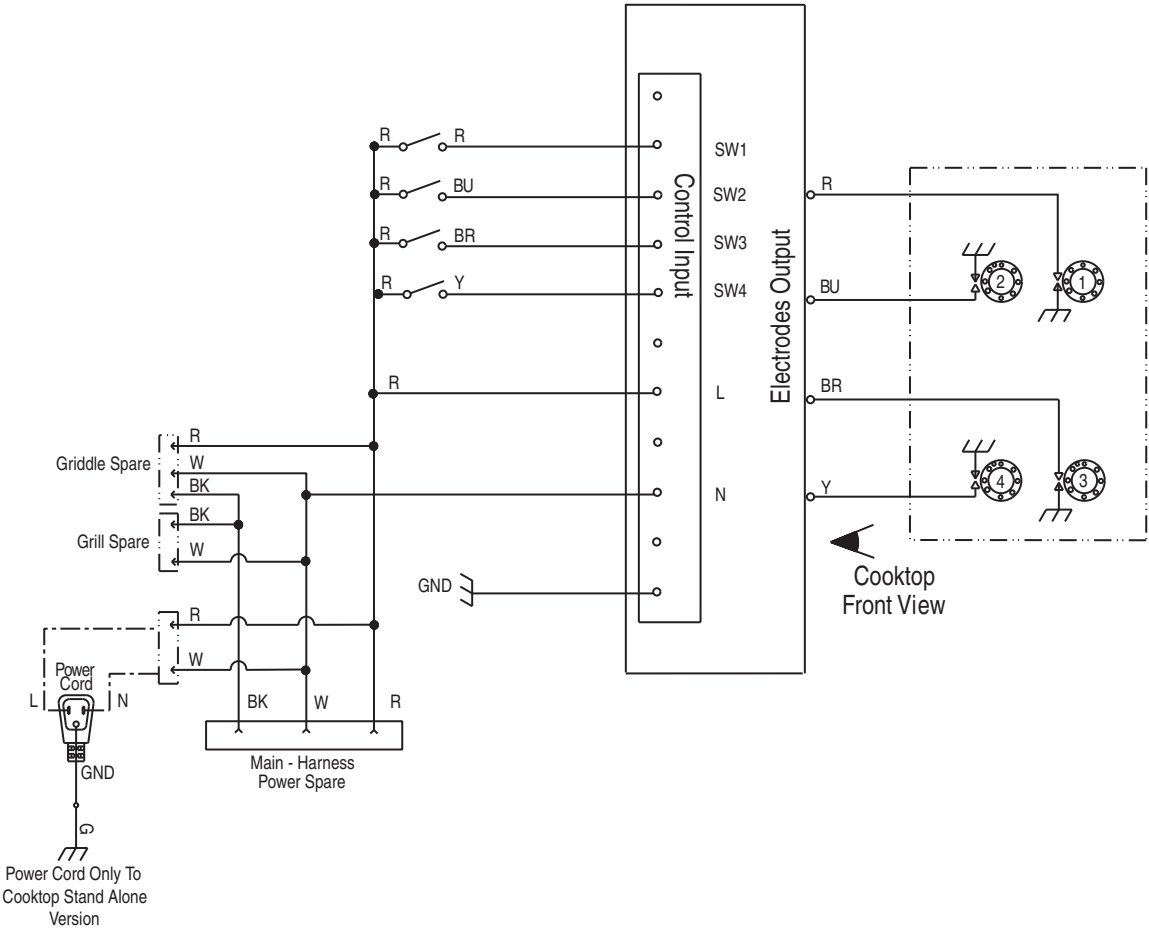 R
R
SW1
R
BU
SW2
R
BR
SW3
R
Y
SW4
Control Input
Electrodes Output
R
L
N
R
BU
BR
Y
2
1
4
3
Cooktop
Front View
GND
Griddle Spare
R
W
BK
Grill Spare
BK
W
R
W
Power
Cord
L
N
GND
G
Power Cord Only To
Cooktop Stand Alone
Version
BK
W
R
Main - Harness
Power Spare